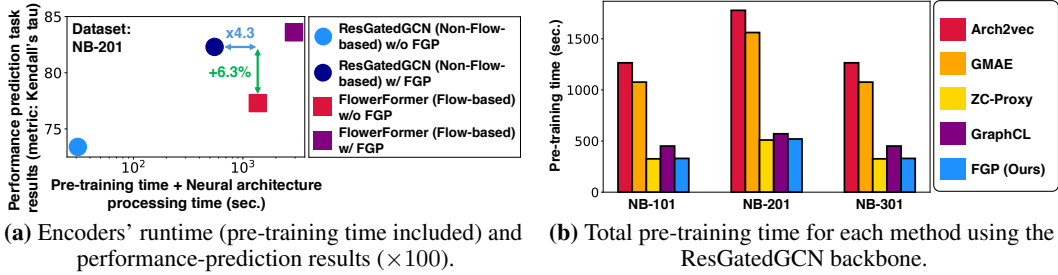 Performance prediction task
results (metric: Kendall's tau)
85
80
75
Dataset:
NB-201
x4.3
+6.3%
10²
10³
Pre-training time + Neural architecture
processing time (sec.)
ResGatedGCN (Non-Flow-
based) w/o FGP
ResGatedGCN (Non-Flow-
based) w/ FGP
FlowerFormer (Flow-based)
w/o FGP
FlowerFormer (Flow-based)
w/ FGP
(a) Encoders' runtime (pre-training time included) and
performance-prediction results (×100).
Pre-training time (sec.)
1500
1000
500
0
NB-101
NB-201
NB-301
Arch2vec
GMAE
ZC-Proxy
GraphCL
FGP (Ours)
(b) Total pre-training time for each method using the
ResGatedGCN backbone.